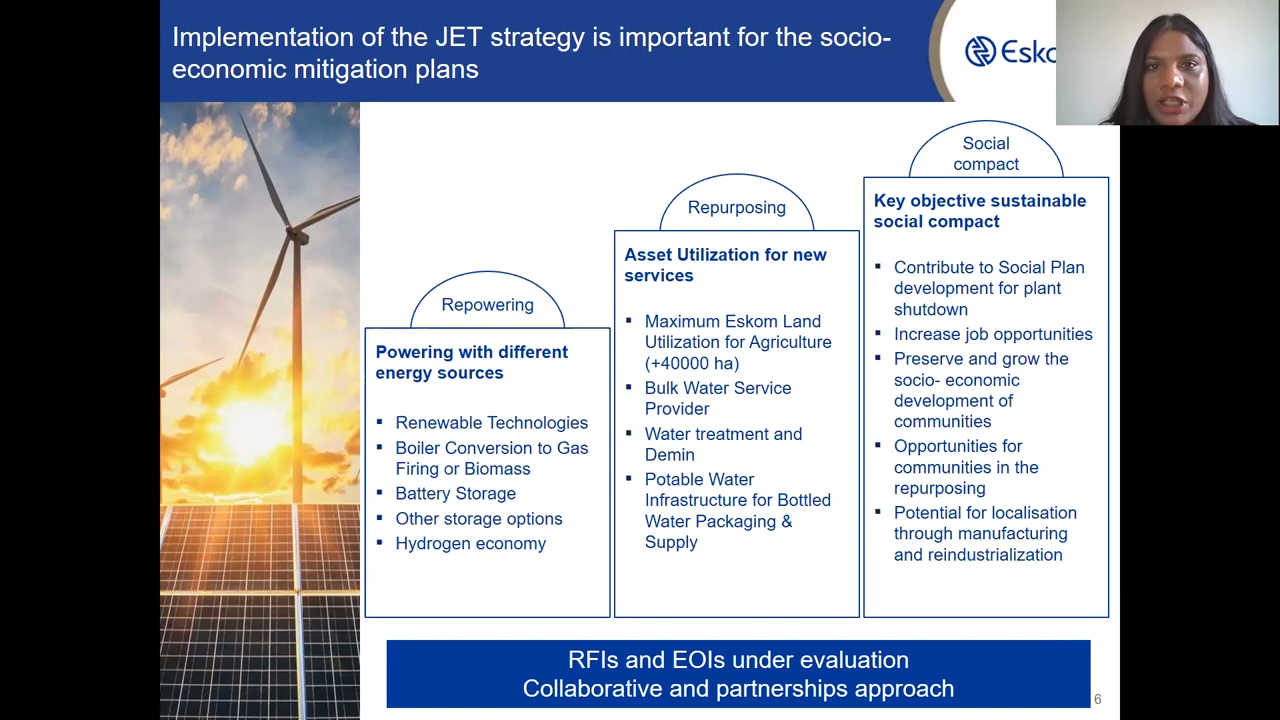 Implementation of the JET strategy is important for the socio-
economic mitigation plans
Repowering
Powering with different
energy sources
▪ Renewable Technologies
▪ Boiler Conversion to Gas
Firing or Biomass
▪ Battery Storage
▪ Other storage options
▪ Hydrogen economy
Repurposing
Asset Utilization for new
services
▪ Maximum Eskom Land
Utilization for Agriculture
(+40000 ha)
▪ Bulk Water Service
Provider
▪ Water treatment and
Demin
▪ Potable Water
Infrastructure for Bottled
Water Packaging &
Supply
Social
compact
Key objective sustainable
social compact
▪ Contribute to Social Plan
development for plant
shutdown
▪ Increase job opportunities
▪ Preserve and grow the
socio- economic
development of
communities
▪ Opportunities for
communities in the
repurposing
▪ Potential for localisation
through manufacturing
and reindustrialization
RFIs and EOIs under evaluation
Collaborative and partnerships approach
6